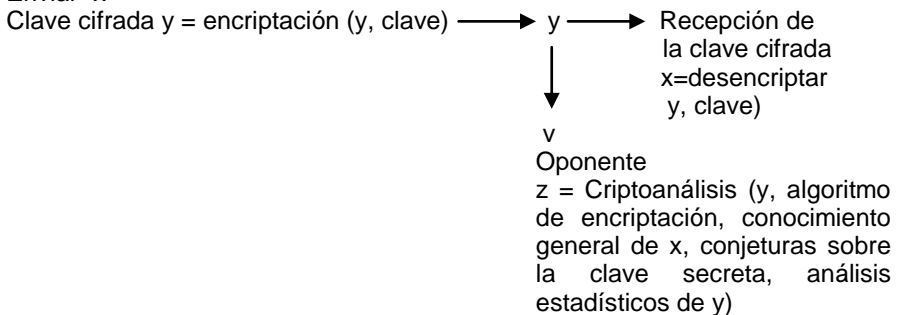 Clave cifrada y = encriptación (y, clave) y Recepción de
la clave cifrada
x=desencriptar
y, clave)
v
Oponente
z = Criptoanálisis (y, algoritmo
de encriptación, conocimiento
general de x, conjeturas sobre
la clave secreta, análisis
estadísticos de y)